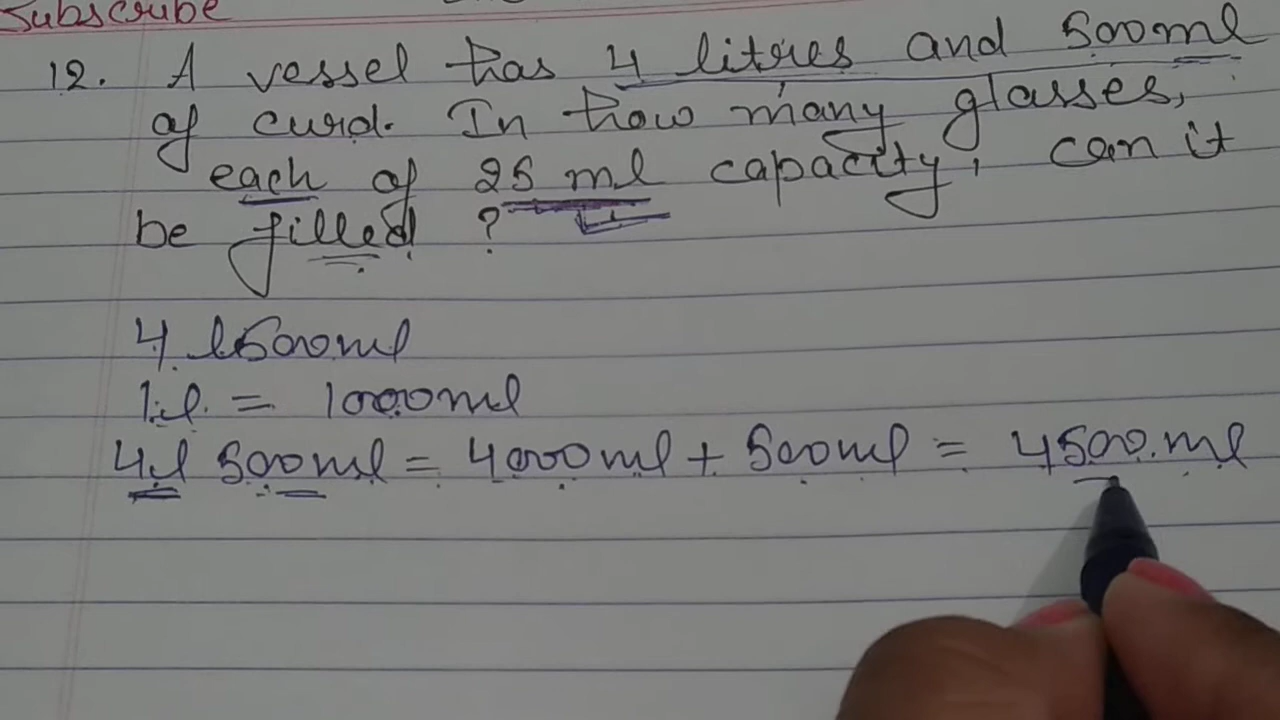 Subscribe
12. A vessel has 4 litres and 500ml
of curd. In how many glasses,
each of 25 ml capacity, can it
be filled ?
4 l500ml
1l = 1000ml
4l 500ml = 4000ml + 500ml = 4500ml